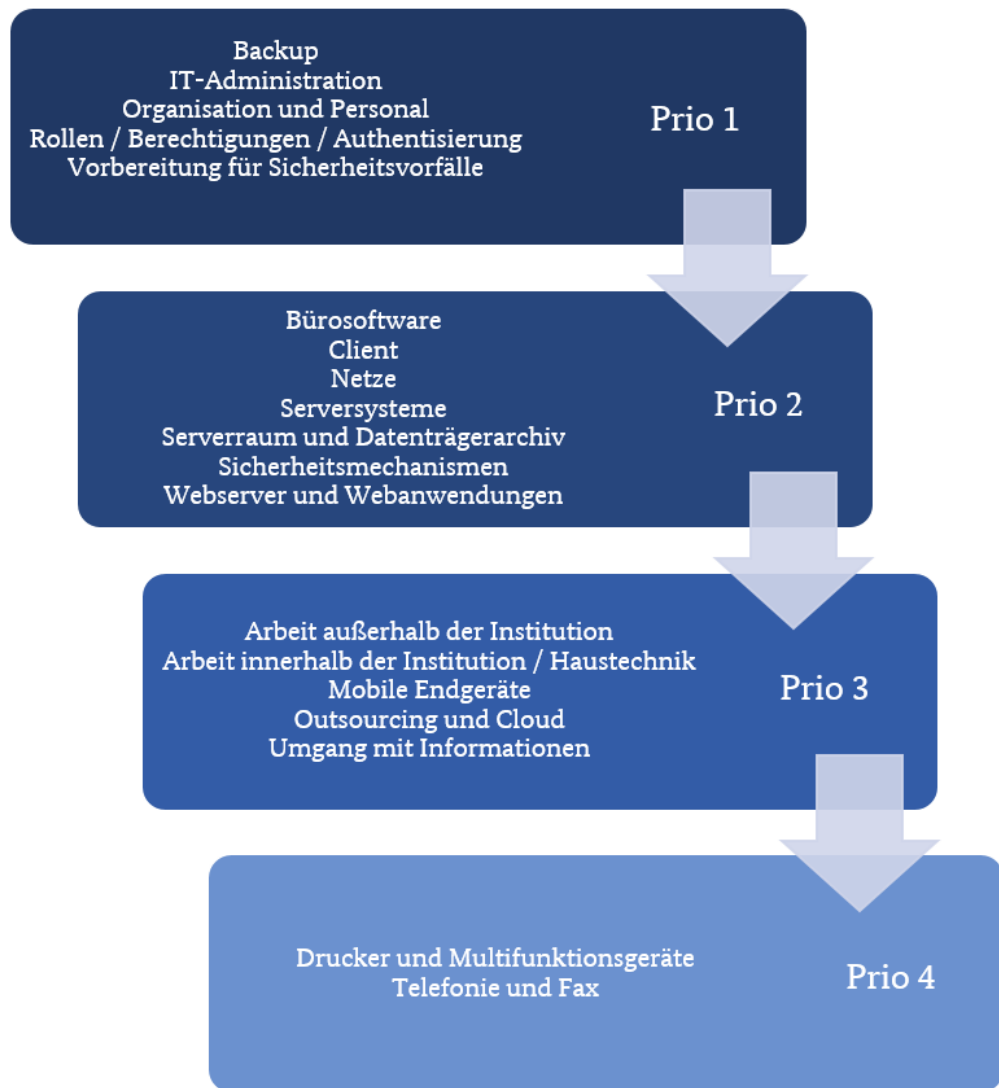 Backup
IT-Administration
Organisation und Personal
Rollen / Berechtigungen / Authentisierung
Vorbereitung für Sicherheitsvorfälle
Prio 1
Bürosoftware
Client
Netze
Serversysteme
Serverraum und Datenträgerarchiv
Sicherheitsmechanismen
Webserver und Webanwendungen
Prio 2
Arbeit außerhalb der Institution
Arbeit innerhalb der Institution / Haustechnik
Mobile Endgeräte
Outsourcing und Cloud
Umgang mit Informationen
Prio 3
Drucker und Multifunktionsgeräte
Telefonie und Fax
Prio 4